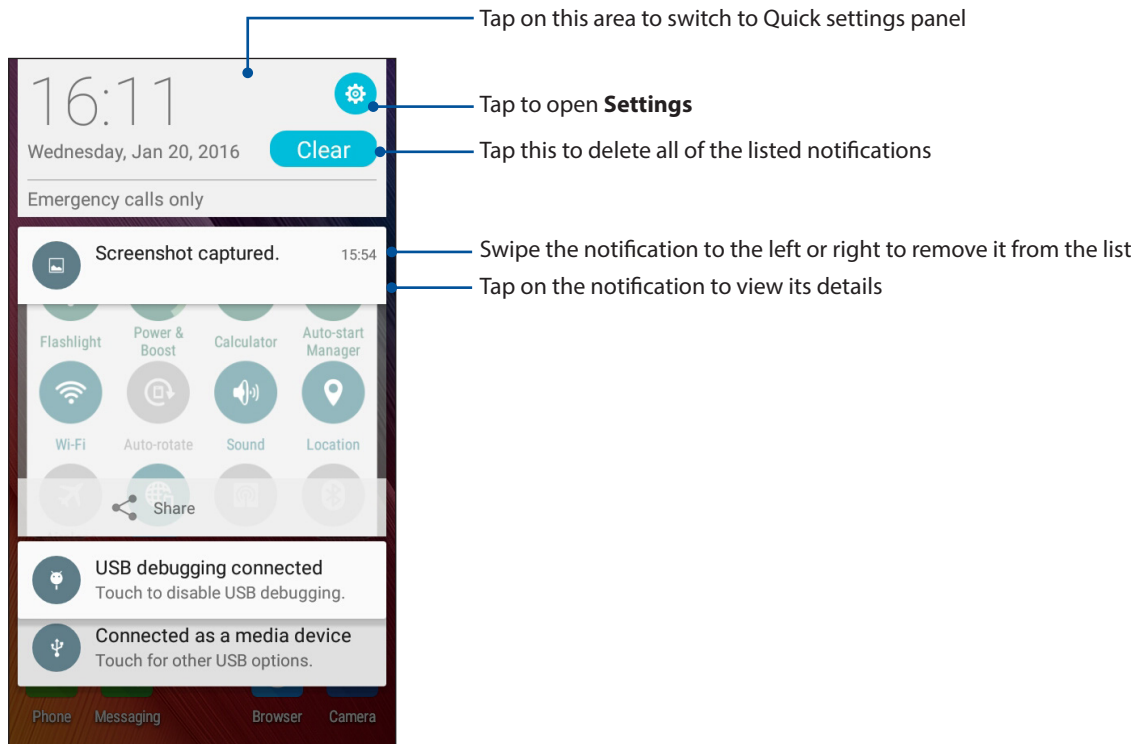 Tap on this area to switch to Quick settings panel
16:11
Tap to open Settings
Wednesday, Jan 20, 2016
Clear
Tap this to delete all of the listed notifications
Emergency calls only
Screenshot captured.
15:54
Swipe the notification to the left or right to remove it from the list
Tap on the notification to view its details
Flashlight
Power & Boost
Calculator
Auto-start Manager
Wi-Fi
Auto-rotate
Sound
Location
Share
USB debugging connected
Touch to disable USB debugging.
Connected as a media device
Touch for other USB options.
Phone
Messaging
Browser
Camera